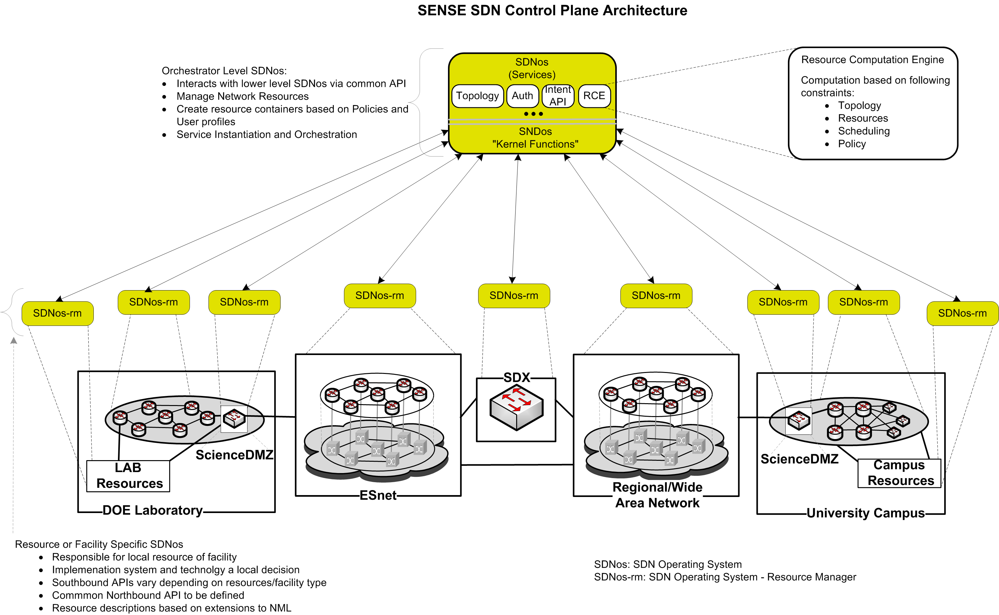 SENSE SDN Control Plane Architecture
Orchestrator Level SDNos:
• Interacts with lower level SDNos via common API
• Manage Network Resources
• Create resource containers based on Policies and
User profiles
• Service Instantiation and Orchestration
SDNos
(Services)
Topology
Auth
Intent
API
RCE
•••
SNDos
"Kernel Functions"
Resource Computation Engine
Computation based on following
constraints:
• Topology
• Resources
• Scheduling
• Policy
SDNos-rm
SDNos-rm
SDNos-rm
SDNos-rm
SDNos-rm
SDNos-rm
SDNos-rm
SDNos-rm
SDNos-rm
LAB
Resources
ScienceDMZ
DOE Laboratory
ESnet
SDX
Regional/Wide
Area Network
ScienceDMZ
Campus
Resources
University Campus
Resource or Facility Specific SDNos
• Responsible for local resource of facility
• Implemenation system and technolgy a local decision
• Southbound APIs vary depending on resources/facility type
• Commmon Northbound API to be defined
• Resource descriptions based on extensions to NML
SDNos: SDN Operating System
SDNos-rm: SDN Operating System - Resource Manager